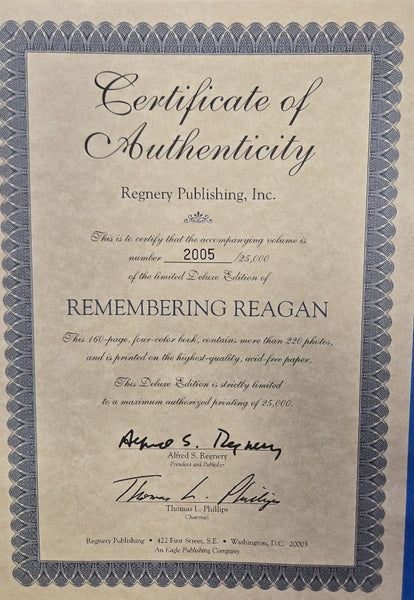 Certificate of
Authenticity
Regnery Publishing, Inc.
This is to certify that the accompanying volume is
number 2005 /25,000
of the limited Deluxe Edition of
REMEMBERING REAGAN
This 160-page, four-color book, contains more than 220 photos,
and is printed on the highest-quality, acid-free paper.
This Deluxe Edition is strictly limited
to a maximum authorized printing of 25,000.
Alfred S. Regnery
Alfred S. Regnery
President and Publisher
Thomas L. Phillips
Thomas L. Phillips
Chairman
Regnery Publishing • 422 First Street, S.E. • Washington, D.C. 20003
An Eagle Publishing Company